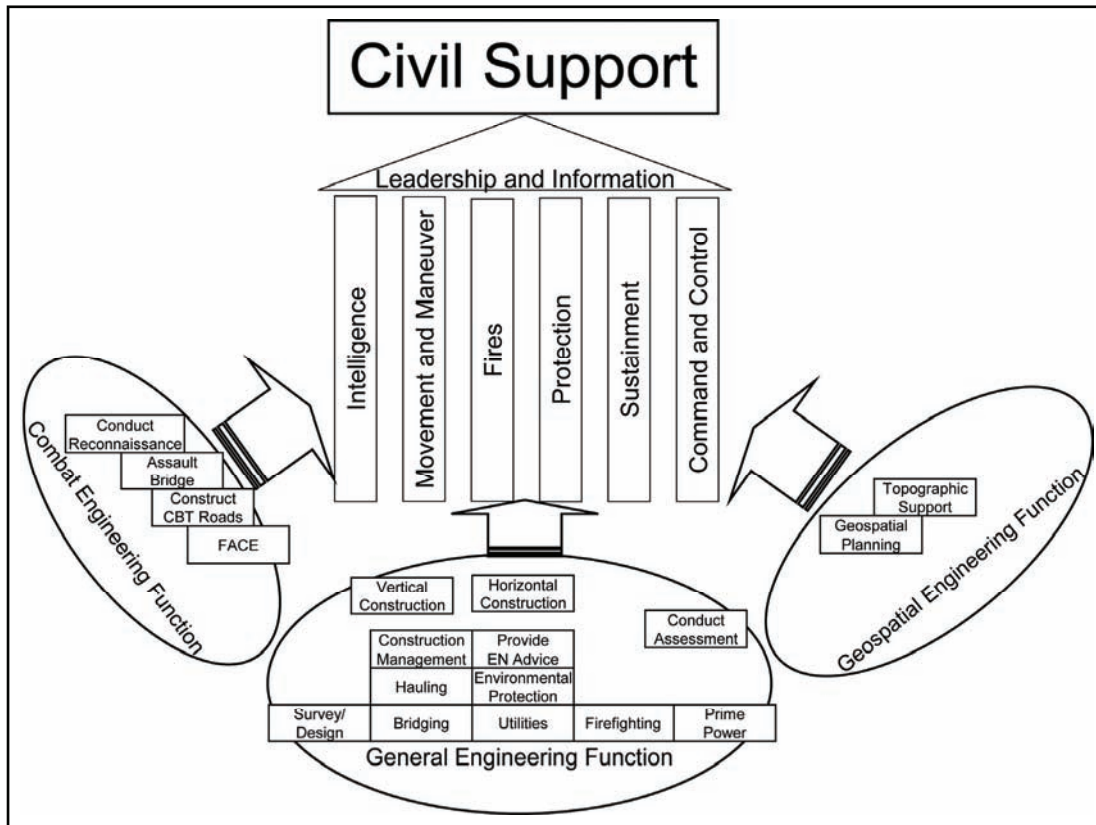 Civil Support
Leadership and Information
Intelligence
Movement and Maneuver
Fires
Protection
Sustainment
Command and Control
Conduct
Reconnaissance
Assault
Bridge
Construct
CBT Roads
FACE
Combat Engineering Function
Topographic
Support
Geospatial
Planning
Geospatial Engineering Function
Vertical
Construction
Horizontal
Construction
Conduct
Assessment
Construction
Management
Provide
EN Advice
Hauling
Environmental
Protection
Survey/
Design
Bridging
Utilities
Firefighting
Prime
Power
General Engineering Function